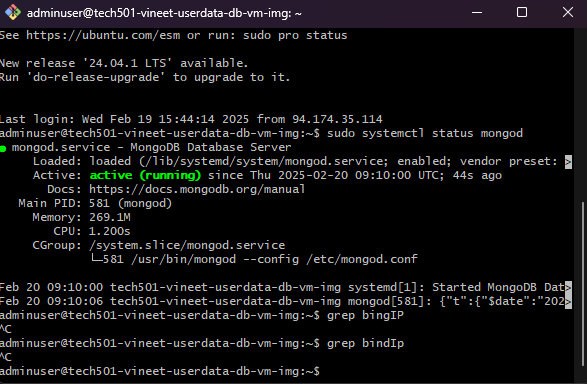 adminuser@tech501-vineet-userdata-db-vm-img: ~
See https://ubuntu.com/esm or run: sudo pro status
New release '24.04.1 LTS' available.
Run 'do-release-upgrade' to upgrade to it.
Last login: Wed Feb 19 15:44:14 2025 from 94.174.35.114
adminuser@tech501-vineet-userdata-db-vm-img:~$ sudo systemctl status mongod
● mongod.service - MongoDB Database Server
Loaded: loaded (/lib/systemd/system/mongod.service; enabled; vendor preset: >
Active: active (running) since Thu 2025-02-20 09:10:00 UTC; 44s ago
Docs: https://docs.mongodb.org/manual
Main PID: 581 (mongod)
Memory: 269.1M
CPU: 1.200s
CGroup: /system.slice/mongod.service
└─581 /usr/bin/mongod --config /etc/mongod.conf
Feb 20 09:10:00 tech501-vineet-userdata-db-vm-img systemd[1]: Started MongoDB Dat>
Feb 20 09:10:06 tech501-vineet-userdata-db-vm-img mongod[581]: {"t":{"$date":"202>
adminuser@tech501-vineet-userdata-db-vm-img:~$ grep bingIP
^C
adminuser@tech501-vineet-userdata-db-vm-img:~$ grep bindIp
^C
adminuser@tech501-vineet-userdata-db-vm-img:~$